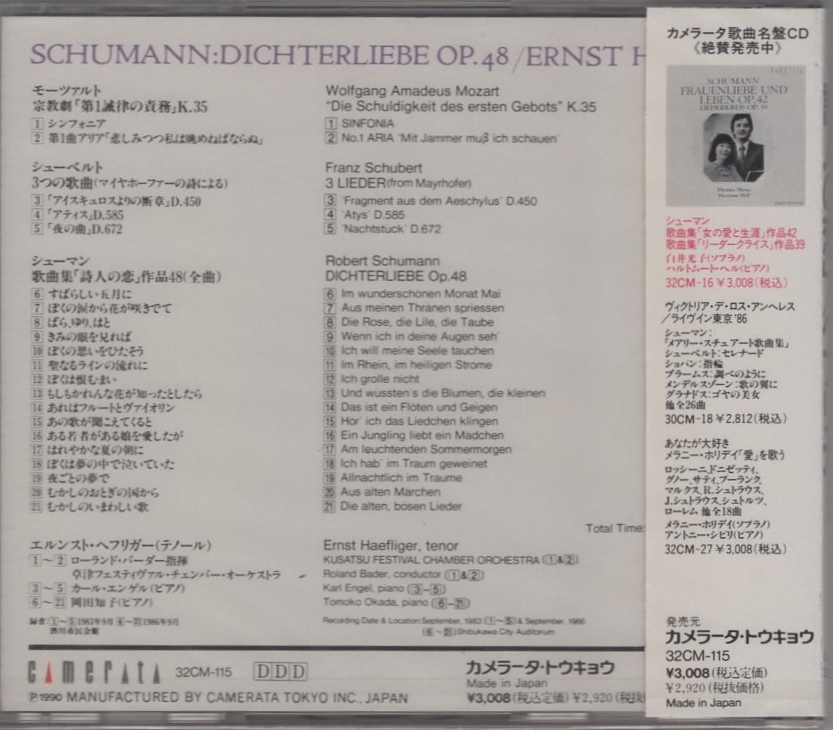 SCHUMANN:DICHTERLIEBE OP.48/ERNST H
モーツァルト
宗教劇「第1誡律の責務」K.35
1 シンフォニア
2 第1曲アリア「悲しみつつ私は眺めねばならぬ」
シューベルト
3つの歌曲(マイヤホーファーの詩による)
3 「アイスキュロスよりの断章」D.450
4 「アティス」D.585
5 「夜の曲」D.672
シューマン
歌曲集「詩人の恋」作品48(全曲)
6 すばらしい五月に
7 ぼくの涙から花が咲きでて
8 ばら,ゆり,はと
9 きみの眼を見れば
10 ぼくの思いをひたそう
11 聖なるラインの流れに
12 ぼくは恨むまい
13 もしもかれんな花が知ったとしたら
14 あれはフルートとヴァイオリン
15 あの歌が聞こえてくると
16 ある若者がある娘を愛したが
17 はれやかな夏の朝に
18 ぼくは夢の中で泣いていた
19 夜ごとの夢で
20 むかしのおとぎの国から
21 むかしのいまわしい歌
エルンスト・ヘフリガー(テノール)
1~2 ローランド・バーダー指揮
草津フェスティヴァル・チェンバー・オーケストラ
3~5 カール・エンゲル(ピアノ)
6~21 岡田知子(ピアノ)
録音:1~5 1983年9月 6~21 1986年9月
渋川市民会館
Wolfgang Amadeus Mozart
"Die Schuldigkeit des ersten Gebots" K.35
1 SINFONIA
2 No.1 ARIA 'Mit Jammer muβ ich schauen'
Franz Schubert
3 LIEDER(from Mayrhofer)
3 'Fragment aus dem Aeschylus' D.450
4 'Atys' D.585
5 'Nachtstuck' D.672
Robert Schumann
DICHTERLIEBE Op.48
6 Im wunderschonen Monat Mai
7 Aus meinen Thranen spriessen
8 Die Rose, die Lile, die Taube
9 Wenn ich in deine Augen seh'
10 Ich will meine Seele tauchen
11 Im Rhein, im heiligen Strome
12 Ich grolle nicht
13 Und wussten's die Blumen, die kleinen
14 Das ist ein Floten und Geigen
15 Hor' ich das Liedchen klingen
16 Ein Jungling liebt ein Madchen
17 Am leuchtenden Sommermorgen
18 Ich hab' im Traum geweinet
19 Allnachtlich im Traume
20 Aus alten Marchen
21 Die alten, bosen Lieder
Total Time:
Ernst Haefliger, tenor
KUSATSU FESTIVAL CHAMBER ORCHESTRA (1&2)
Roland Bader, conductor (1&2)
Karl Engel, piano (3-5)
Tomoko Okada, piano (6-21)
Recording Date & Location:September, 1983 (1~5) & September, 1986
(6~21)Shibukawa City Auditorium
camerata 32CM-115 DDD
カメラータ・トウキョウ
Made in Japan
Ⓟ1990 MANUFACTURED BY CAMERATA TOKYO INC., JAPAN
¥3,008(税込定価) ¥2,920(税抜
カメラータ歌曲名盤CD
《絶賛発売中》
SCHUMANN
FRAUENLIEBE UND
LEBEN OP.42
LIEDERKREIS OP.39
シューマン
歌曲集「女の愛と生涯」作品42
歌曲集「リーダークライス」作品39
白井光子(ソプラノ)
ハルトムート・ヘル(ピアノ)
32CM-16 ¥3,008(税込)
ヴィクトリア・デ・ロス・アンヘレス
/ライヴイン東京'86
シューマン:
「メアリー・スチュアート歌曲集」
シューベルト:セレナード
ショパン:指輪
ブラームス:調べのように
メンデルスゾーン:歌の翼に
グラナドス:ゴヤの美女
他全26曲
30CM-18 ¥2,812(税込)
あなたが大好き
メラニー・ホリデイ「愛」を歌う
ロッシーニ,ドニゼッティ,
グノー,サティ,プーランク,
マルクス,R.シュトラウス,
J.シュトラウス,シュトルツ,
ローレム 他全18曲
メラニー・ホリデイ(ソプラノ)
アントニー・シピリ(ピアノ)
32CM-27 ¥3,008(税込)
発売元
カメラータ・トウキョウ
32CM-115
¥3,008(税込定価)
¥2,920(税抜価格)
Made in Japan